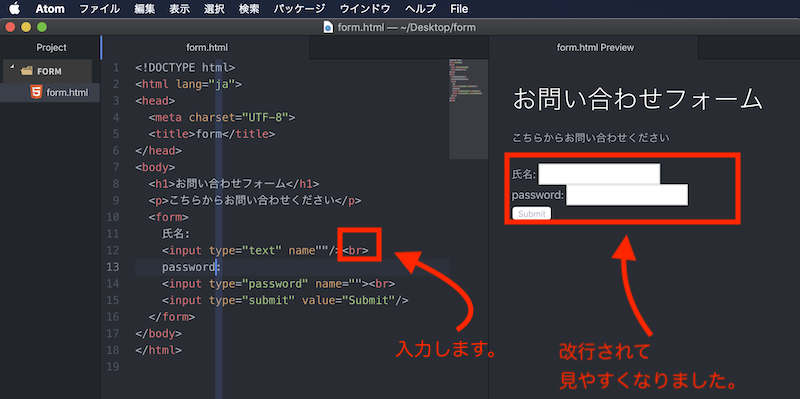 Atom ファイル 編集 表示 選択 検索 パッケージ ウインドウ ヘルプ File
form.html — ~/Desktop/form
Project
FORM
form.html
form.html
1 <!DOCTYPE html>
2 <html lang="ja">
3 <head>
4 <meta charset="UTF-8">
5 <title>form</title>
6 </head>
7 <body>
8 <h1>お問い合わせフォーム</h1>
9 <p>こちらからお問い合わせください</p>
10 <form>
11 氏名:
12 <input type="text" name""/><br>
13 password:
14 <input type="password" name=""><br>
15 <input type="submit" value="Submit"/>
16 </form>
17 </body>
18 </html>
19
入力します。
form.html Preview
お問い合わせフォーム
こちらからお問い合わせください
氏名:
password:
Submit
改行されて
見やすくなりました。